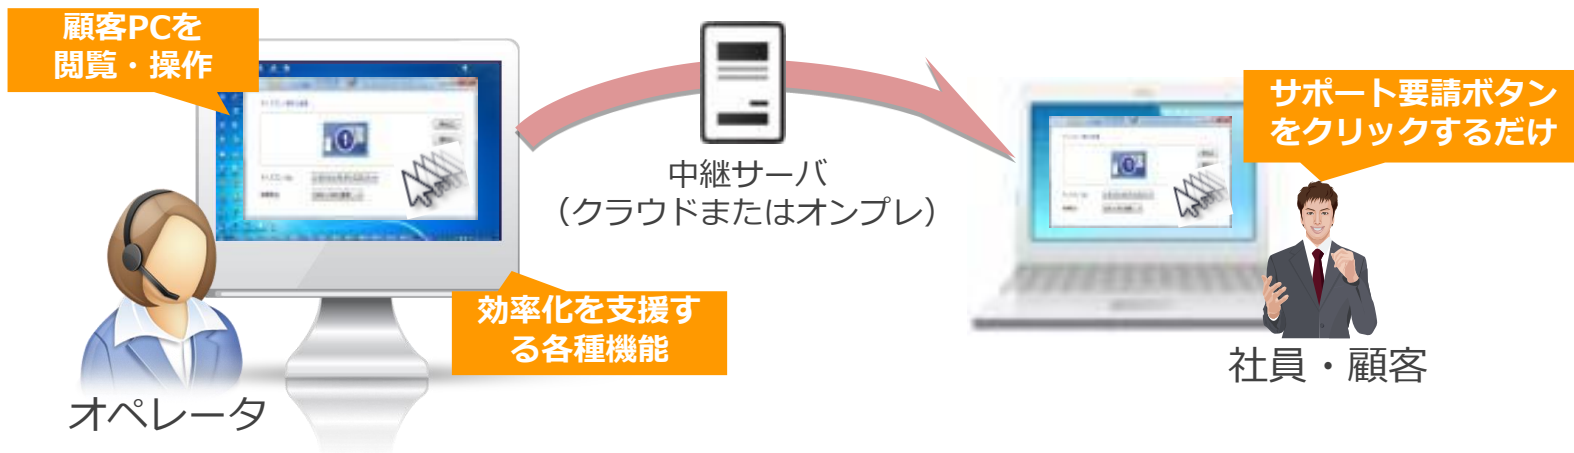 顧客PCを
閲覧・操作
中継サーバ
（クラウドまたはオンプレ）
サポート要請ボタン
をクリックするだけ
効率化を支援す
る各種機能
オペレータ
社員・顧客